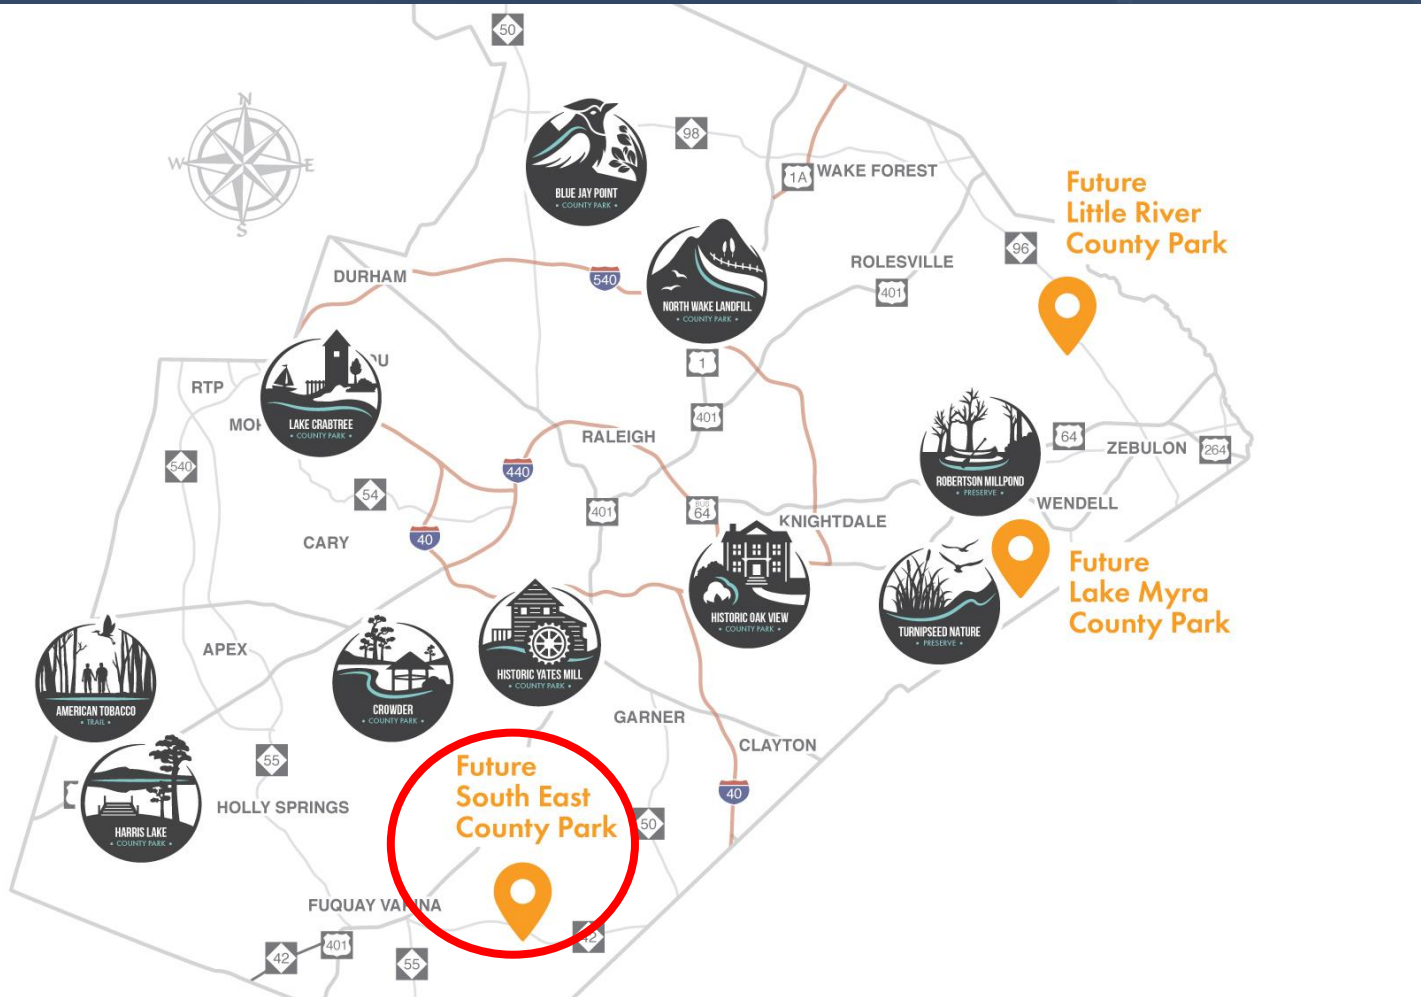 50
N
W
E
S
98
BLUE JAY POINT
• COUNTY PARK •
1A
WAKE FOREST
Future
Little River
County Park
96
ROLESVILLE
401
DURHAM
540
NORTH WAKE LANDFILL
• COUNTY PARK •
1
RTP
DU
LAKE CRABTREE
• COUNTY PARK •
401
RALEIGH
440
540
54
401
BUS
64
64
ZEBULON
264
ROBERTSON MILLPOND
• PRESERVE •
WENDELL
KNIGHTDALE
CARY
40
HISTORIC OAK VIEW
• COUNTY PARK •
TURNIPSEED NATURE
• PRESERVE •
Future
Lake Myra
County Park
APEX
AMERICAN TOBACCO
• TRAIL •
CROWDER
• COUNTY PARK •
HISTORIC YATES MILL
• COUNTY PARK •
GARNER
CLAYTON
55
HOLLY SPRINGS
HARRIS LAKE
• COUNTY PARK •
Future
South East
County Park
50
40
FUQUAY VARINA
42
401
55
42